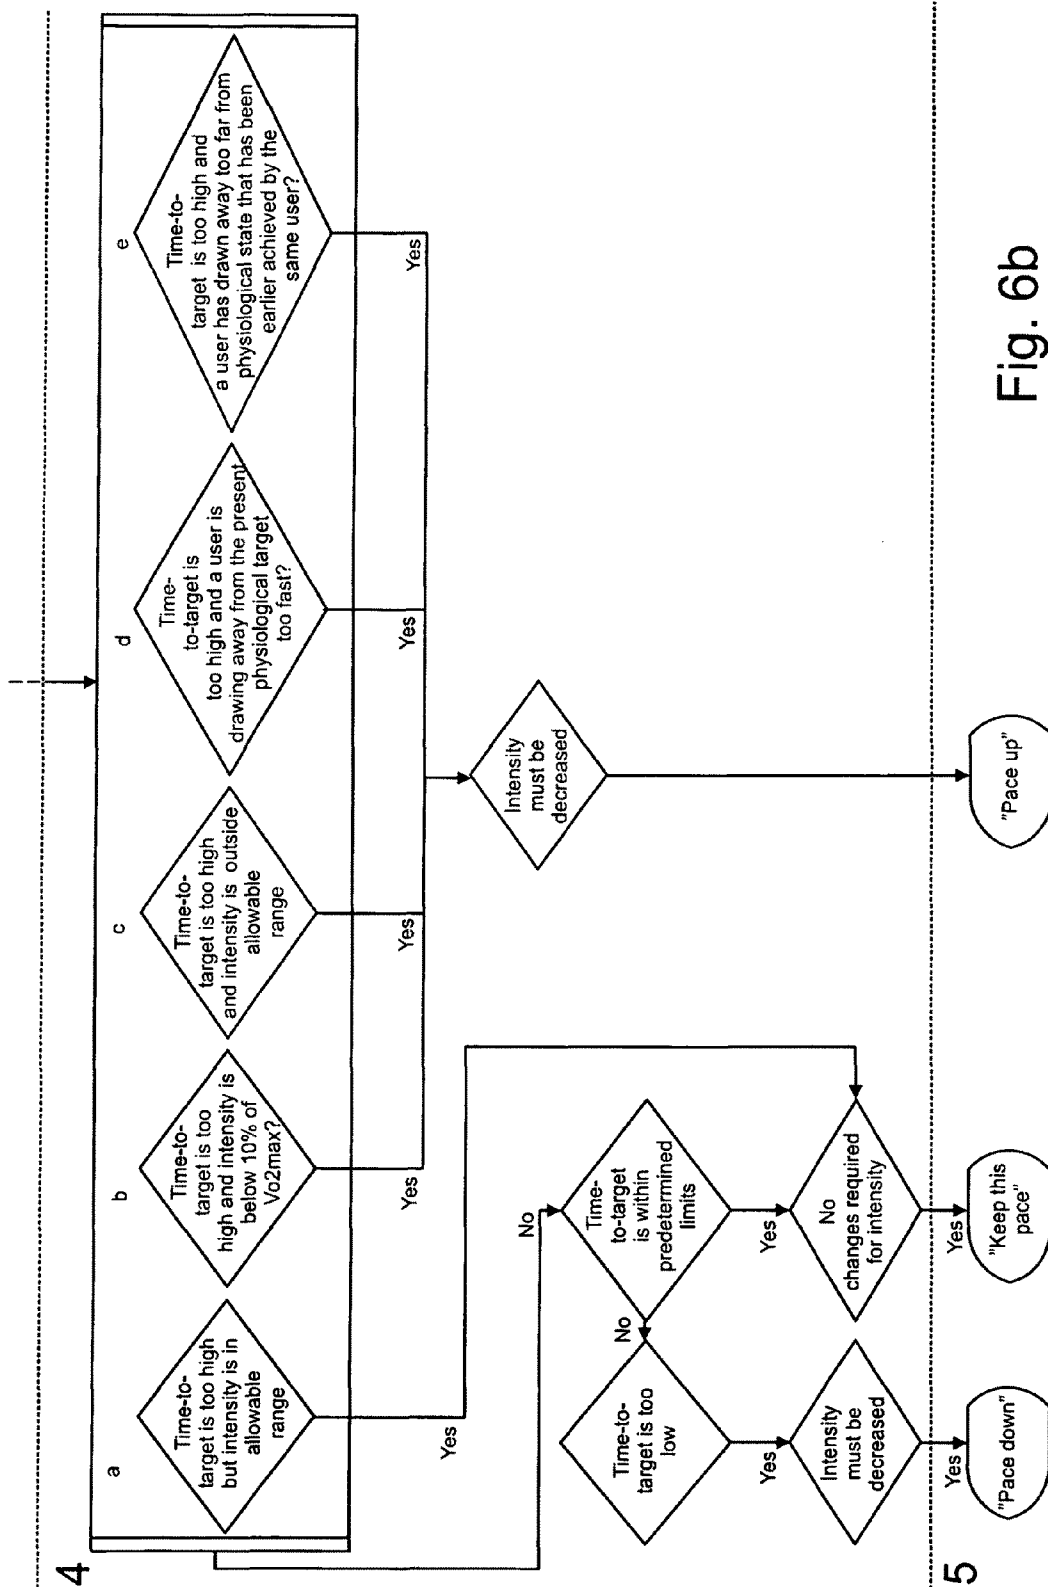 4
a
Time-to-
target is too high
but intensity is in
allowable
range
b
Time-to-
target is too
high and intensity is
below 10% of
Vo2max?
c
Time-to-
target is too high
and intensity is outside
allowable
range
d
Time-
to-target is
too high and a user is
drawing away from the present
physiological target
too fast?
e
Time-to-
target is too high and
a user has drawn away too far from
physiological state that has been
earlier achieved by the
same user?
Yes
Yes
Yes
Yes
Yes
No
Time-
to-target
is within
predetermined
limits
Intensity
must be
decreased
No
Yes
Time-to-
target is too
low
Yes
No
changes required
for intensity
Intensity
must be
decreased
Yes
Yes
5
"Pace down"
"Keep this
pace"
"Pace up"
Fig. 6b